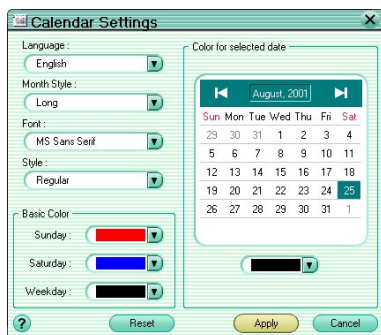 Calendar Settings
Language :
English
Month Style :
Long
Font :
MS Sans Serif
Style :
Regular
Basic Color
Sunday :
Saturday :
Weekday :
Color for selected date
August, 2001
Sun Mon Tue Wed Thu Fri Sat
29 30 31 1 2 3 4
5 6 7 8 9 10 11
12 13 14 15 16 17 18
19 20 21 22 23 24 25
26 27 28 29 30 31 1
?
Reset
Apply
Cancel